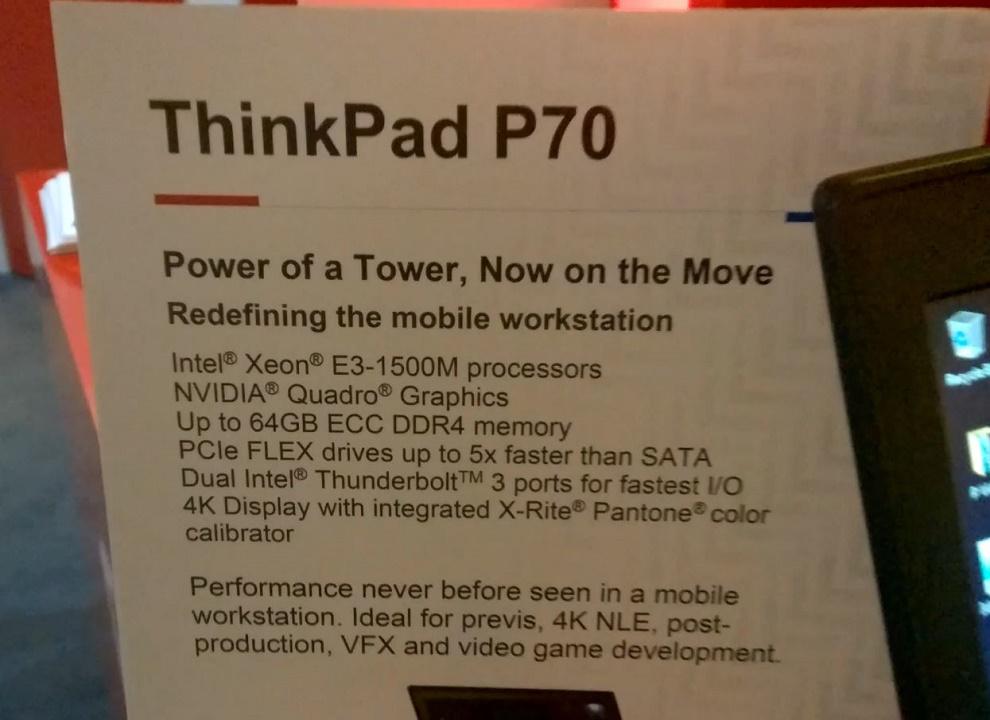 ThinkPad P70
Power of a Tower, Now on the Move
Redefining the mobile workstation
Intel® Xeon® E3-1500M processors
NVIDIA® Quadro® Graphics
Up to 64GB ECC DDR4 memory
PCIe FLEX drives up to 5x faster than SATA
Dual Intel® Thunderbolt™ 3 ports for fastest I/O
4K Display with integrated X-Rite® Pantone® color
calibrator
Performance never before seen in a mobile
workstation. Ideal for previs, 4K NLE, post-
production, VFX and video game development.